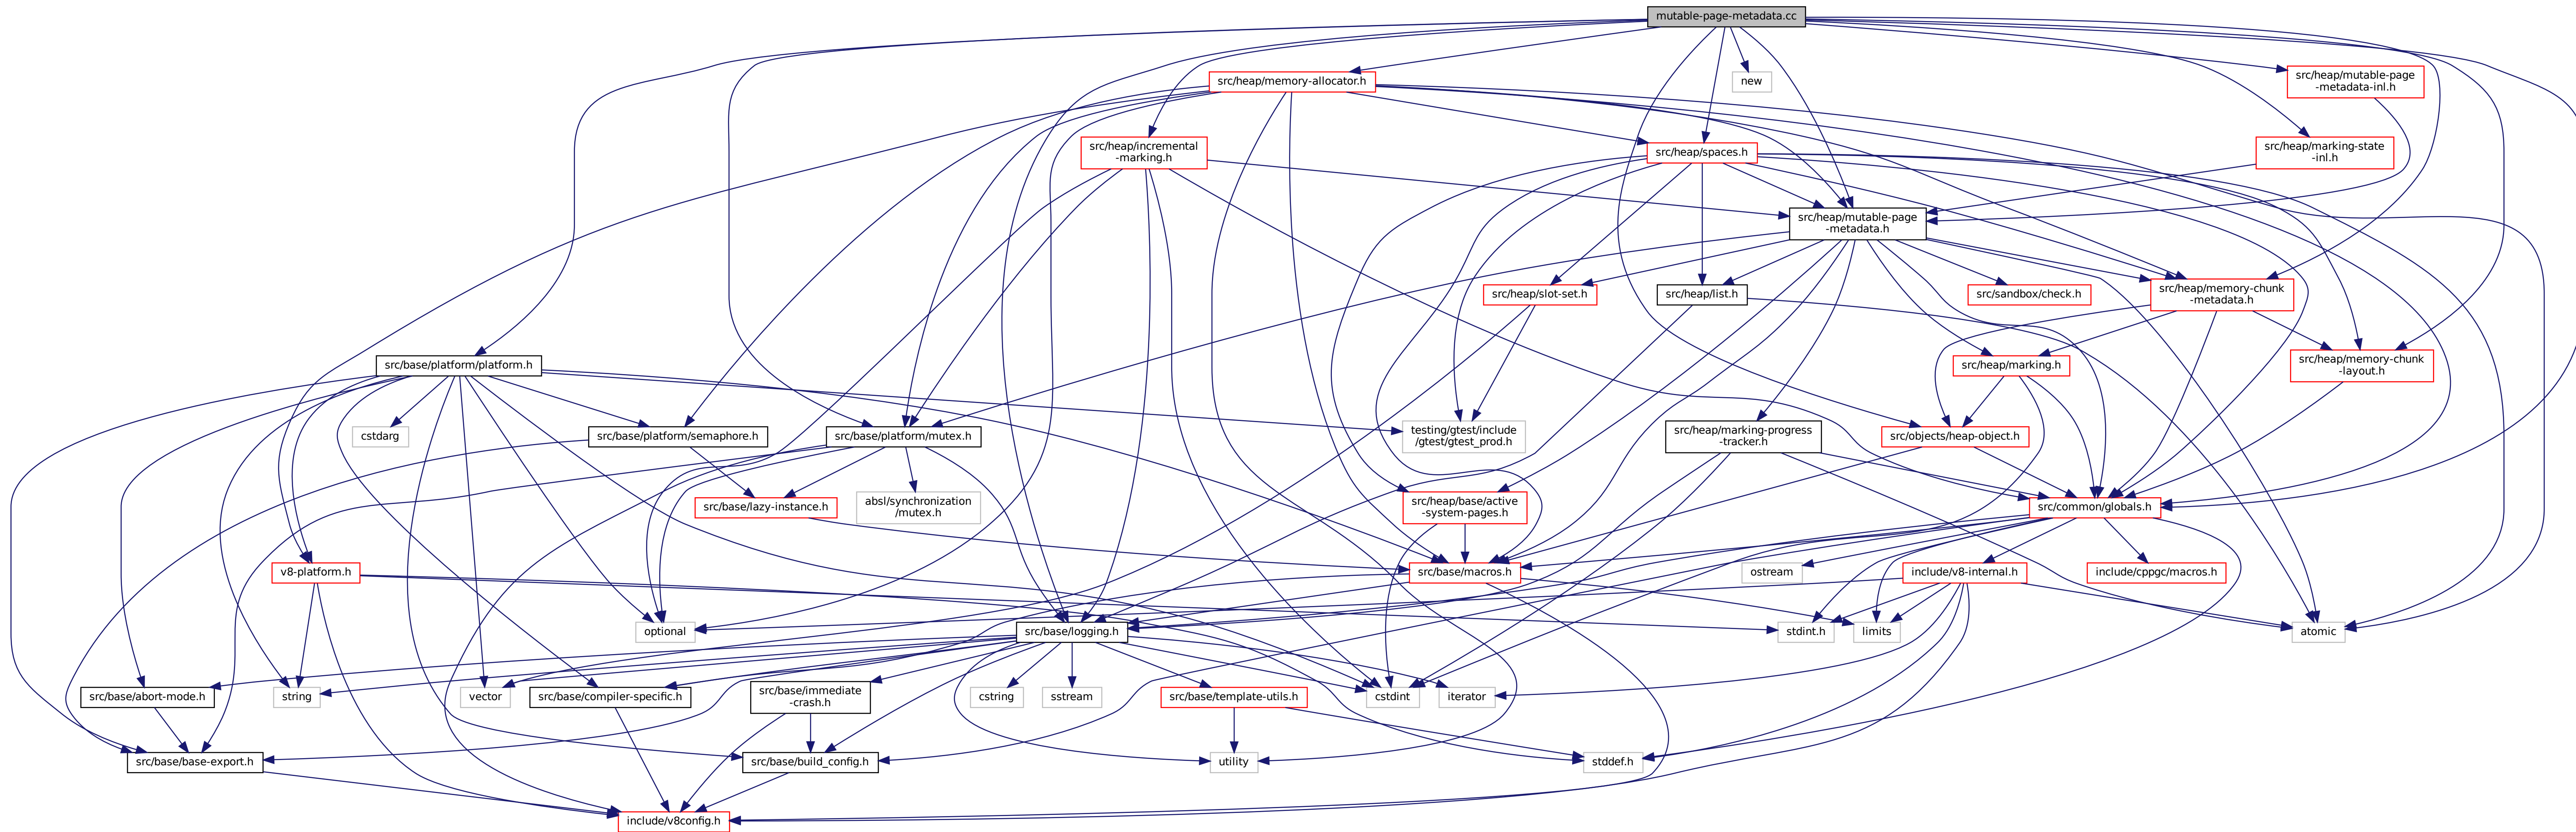 mutable-page-metadata.cc
src/heap/memory-allocator.h
new
src/heap/mutable-page
-metadata-inl.h
src/heap/incremental
-marking.h
src/heap/spaces.h
src/heap/marking-state
-inl.h
src/heap/mutable-page
-metadata.h
src/heap/slot-set.h
src/heap/list.h
src/sandbox/check.h
src/heap/memory-chunk
-metadata.h
src/base/platform/platform.h
src/heap/marking.h
src/heap/memory-chunk
-layout.h
cstdarg
src/base/platform/semaphore.h
src/base/platform/mutex.h
testing/gtest/include
/gtest/gtest_prod.h
src/heap/marking-progress
-tracker.h
src/objects/heap-object.h
src/base/lazy-instance.h
absl/synchronization
/mutex.h
src/heap/base/active
-system-pages.h
src/common/globals.h
v8-platform.h
src/base/macros.h
ostream
include/v8-internal.h
include/cppgc/macros.h
optional
src/base/logging.h
stdint.h
limits
atomic
src/base/abort-mode.h
string
vector
src/base/compiler-specific.h
src/base/immediate
-crash.h
cstring
sstream
src/base/template-utils.h
cstdint
iterator
src/base/base-export.h
src/base/build_config.h
utility
stddef.h
include/v8config.h